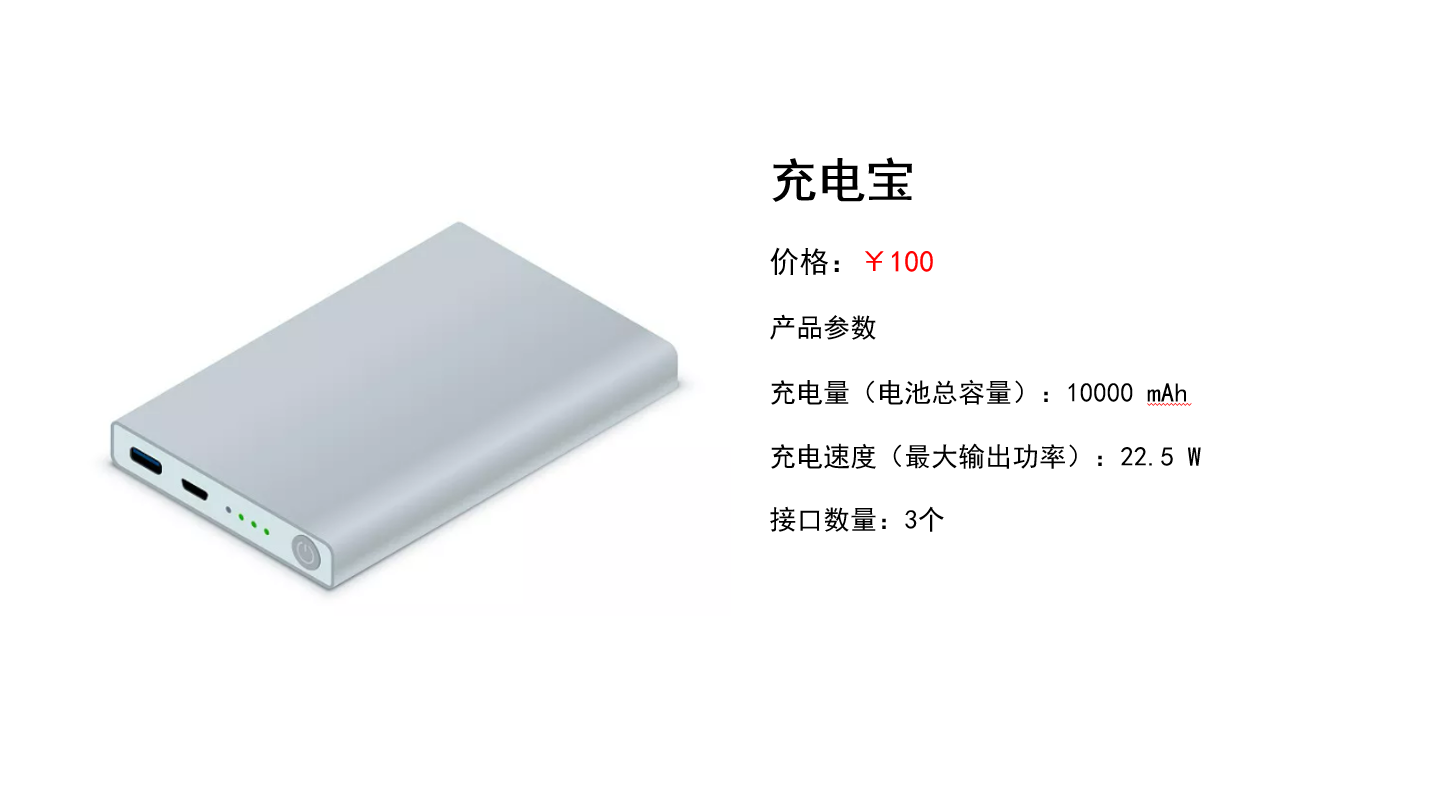 充电宝
价格：￥100
产品参数
充电量（电池总容量）：10000 mAh
充电速度（最大输出功率）：22.5 W
接口数量：3个